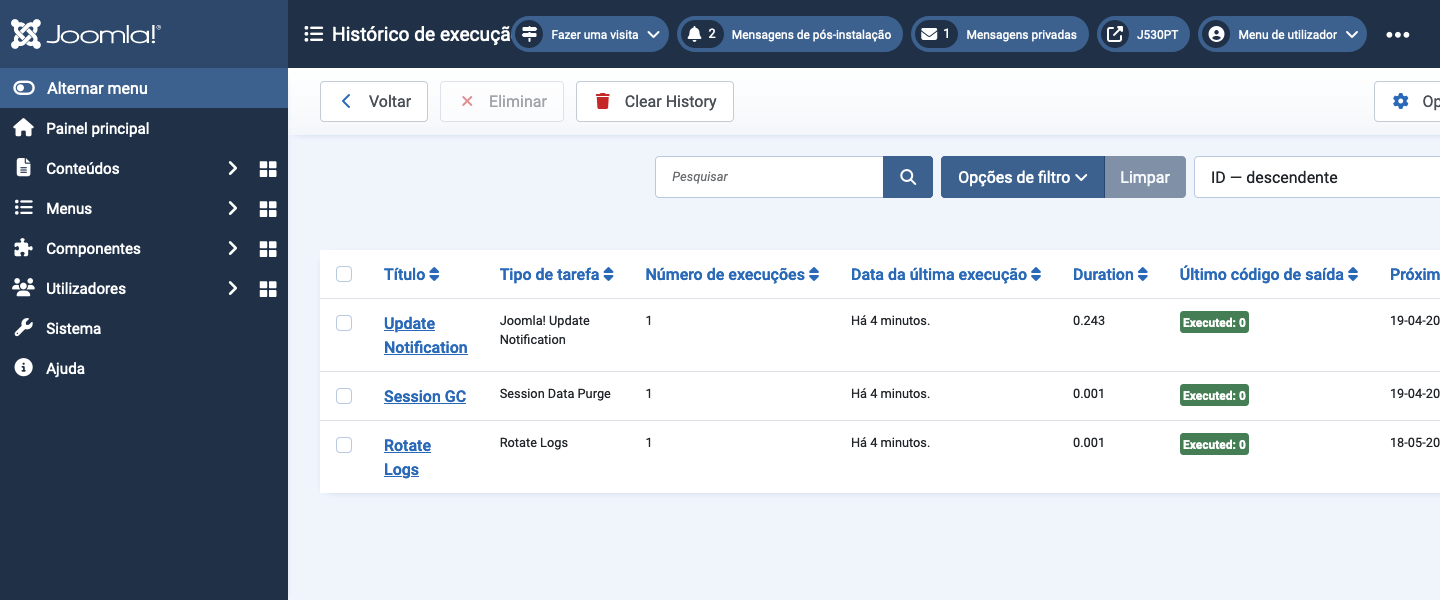 Joomla!®
Histórico de execuçã
Fazer uma visita
2 Mensagens de pós-instalação
1 Mensagens privadas
J530PT
Menu de utilizador
Alternar menu
Painel principal
Conteúdos
Menus
Componentes
Utilizadores
Sistema
Ajuda
Voltar
Eliminar
Clear History
Op
Pesquisar
Opções de filtro
Limpar
ID — descendente
Título Tipo de tarefa Número de execuções Data da última execução Duration Último código de saída Próxim
Update Joomla! Update 1 Há 4 minutos. 0.243 Executed: 0 19-04-20
Notification Notification
Session GC Session Data Purge 1 Há 4 minutos. 0.001 Executed: 0 19-04-20
Rotate Rotate Logs 1 Há 4 minutos. 0.001 Executed: 0 18-05-20
Logs